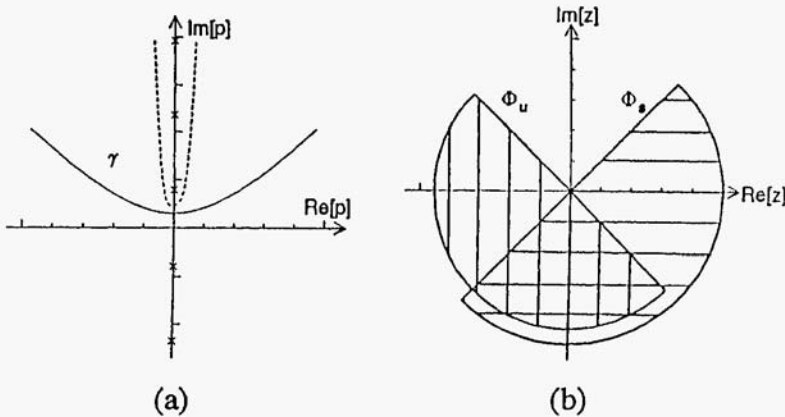 Im[p]
γ
Re[p]
(a)
Im[z]
Φu
Φs
Re[z]
(b)